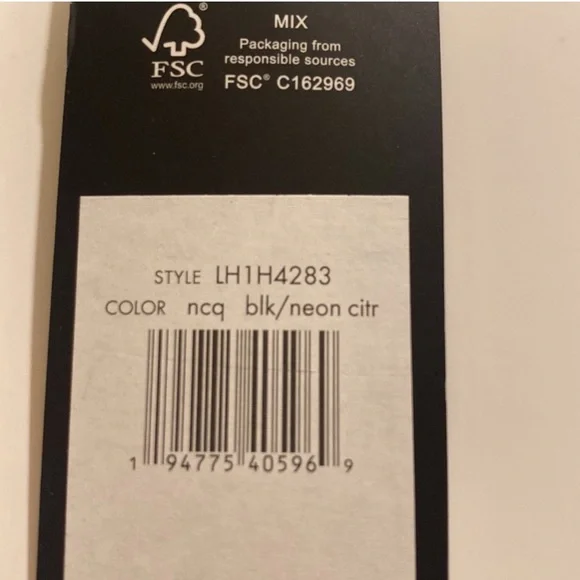 MIX
Packaging from
responsible sources
FSC® C162969
FSC
www.fsc.org
STYLE LH1H4283
COLOR ncq blk/neon citr
1 94775 40596 9